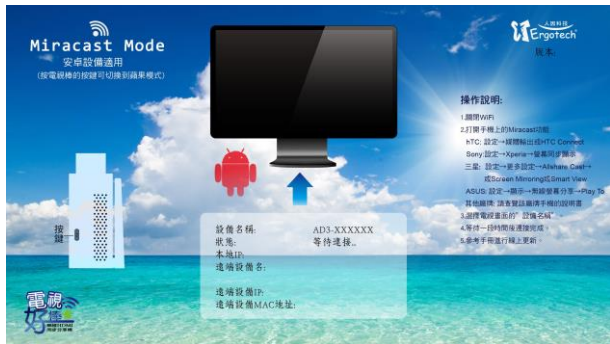 Miracast Mode
安卓設備適用
(按電視棒的按鍵可切換到蘋果模式)
人因科技
Ergotech
版本:
操作說明:
1.關閉WiFi
2.打開手機上的Miracast功能
hTC: 設定→媒體輸出或HTC Connect
Sony:設定→Xperia→螢幕同步顯示
三星: 設定→更多設定→Allshare Cast→
或Screen Mirroring或Smart View
ASUS: 設定→顯示→無線螢幕分享→Play To
其他廠牌: 請查覽該廠牌手機的說明書
3.選擇電視畫面的"設備名稱"
4.等待一段時間後連接完成。
5.參考手冊進行線上更新。
按鍵
設備名稱: AD3-XXXXXX
狀態: 等待連接..
本地IP:
遠端設備名:
遠端設備IP:
遠端設備MAC地址:
電視好棒